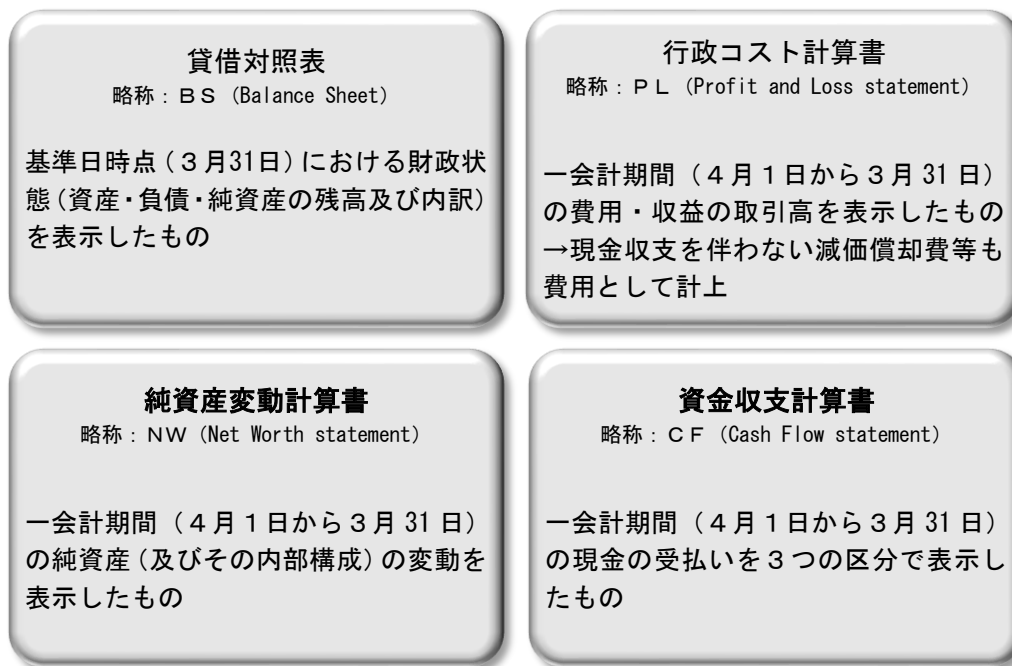 貸借対照表
略称：ＢＳ（Balance Sheet）
基準日時点（３月31日）における財政状
態（資産・負債・純資産の残高及び内訳）
を表示したもの
行政コスト計算書
略称：ＰＬ（Profit and Loss statement）
一会計期間（４月１日から３月 31 日）
の費用・収益の取引高を表示したもの
→現金収支を伴わない減価償却費等も
費用として計上
純資産変動計算書
略称：ＮＷ（Net Worth statement）
一会計期間（４月１日から３月 31 日）
の純資産（及びその内部構成）の変動を
表示したもの
資金収支計算書
略称：ＣＦ（Cash Flow statement）
一会計期間（４月１日から３月 31 日）
の現金の受払いを３つの区分で表示し
たもの